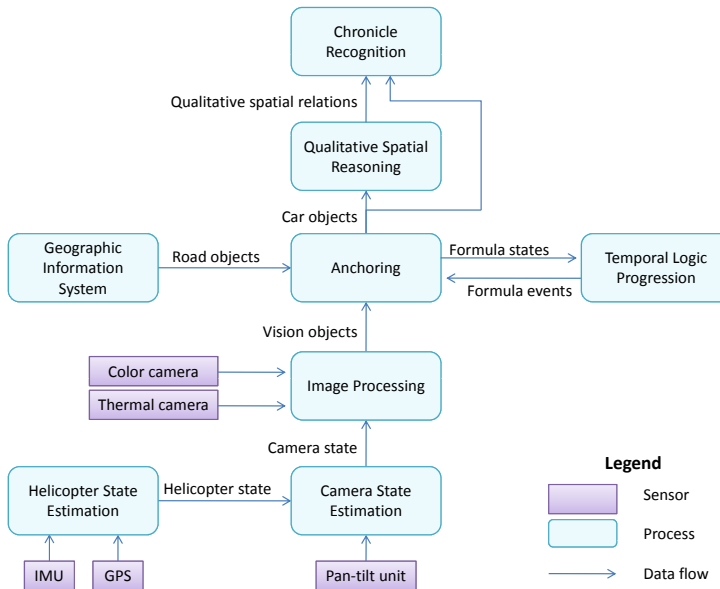 Chronicle
Recognition
Qualitative spatial relations
Qualitative Spatial
Reasoning
Car objects
Geographic
Information
System
Road objects
Anchoring
Formula states
Formula events
Temporal Logic
Progression
Vision objects
Color camera
Thermal camera
Image Processing
Camera state
Helicopter State
Estimation
Helicopter state
Camera State
Estimation
IMU
GPS
Pan-tilt unit
Legend
Sensor
Process
Data flow